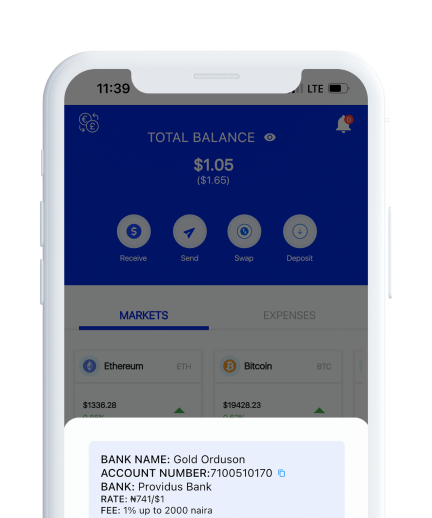 11:39 LTE
0
TOTAL BALANCE
$1.05
($1.65)
Receive Send Swap Deposit
MARKETS EXPENSES
Ethereum ETH Bitcoin BTC
$1336.28 $19428.23
BANK NAME: Gold Orduson
ACCOUNT NUMBER:7100510170
BANK: Providus Bank
RATE: ₦741/$1
FEE: 1% up to 2000 naira